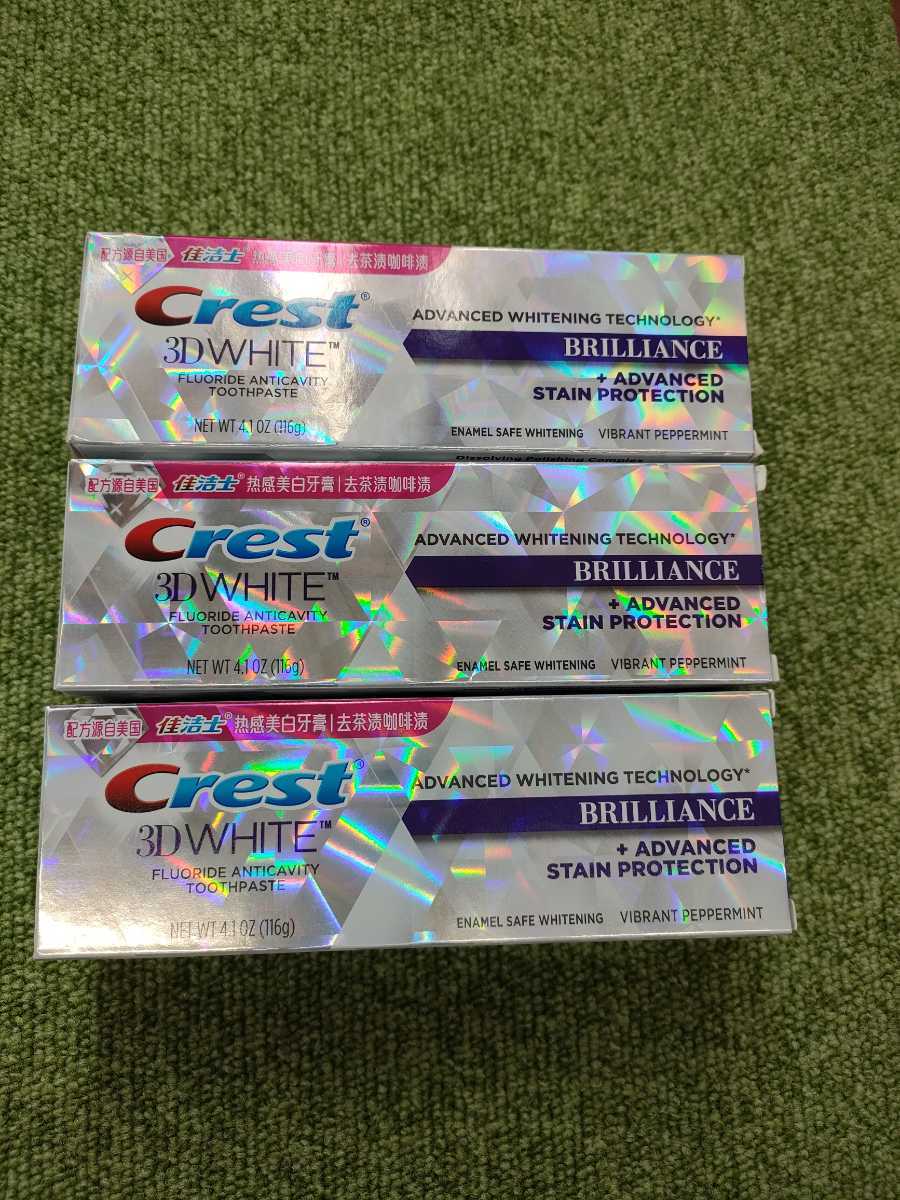 配方源自美国
佳洁士® 热感美白牙膏 | 去茶渍咖啡渍
Crest®
3D WHITE™
FLUORIDE ANTICAVITY
TOOTHPASTE
NET WT 4.1 OZ (116g)
ADVANCED WHITENING TECHNOLOGY*
BRILLIANCE
+ ADVANCED
STAIN PROTECTION
ENAMEL SAFE WHITENING VIBRANT PEPPERMINT
Dissolving Polishing Complex
配方源自美国
佳洁士® 热感美白牙膏 | 去茶渍咖啡渍
Crest®
3D WHITE™
FLUORIDE ANTICAVITY
TOOTHPASTE
NET WT 4.1 OZ (116g)
ADVANCED WHITENING TECHNOLOGY*
BRILLIANCE
+ ADVANCED
STAIN PROTECTION
ENAMEL SAFE WHITENING VIBRANT PEPPERMINT
配方源自美国
佳洁士® 热感美白牙膏 | 去茶渍咖啡渍
Crest®
3D WHITE™
FLUORIDE ANTICAVITY
TOOTHPASTE
NET WT 4.1 OZ (116g)
ADVANCED WHITENING TECHNOLOGY*
BRILLIANCE
+ ADVANCED
STAIN PROTECTION
ENAMEL SAFE WHITENING VIBRANT PEPPERMINT